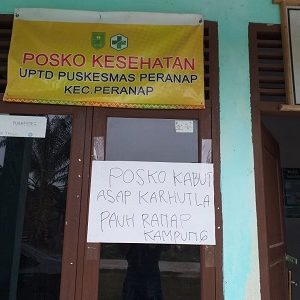 POSKO KESEHATAN
UPTD PUSKESMAS PERANAP
KEC.PERANAP
POSKO KABUT
ASAP KARHUTLA
PAUH RANAP
KAMPUNG